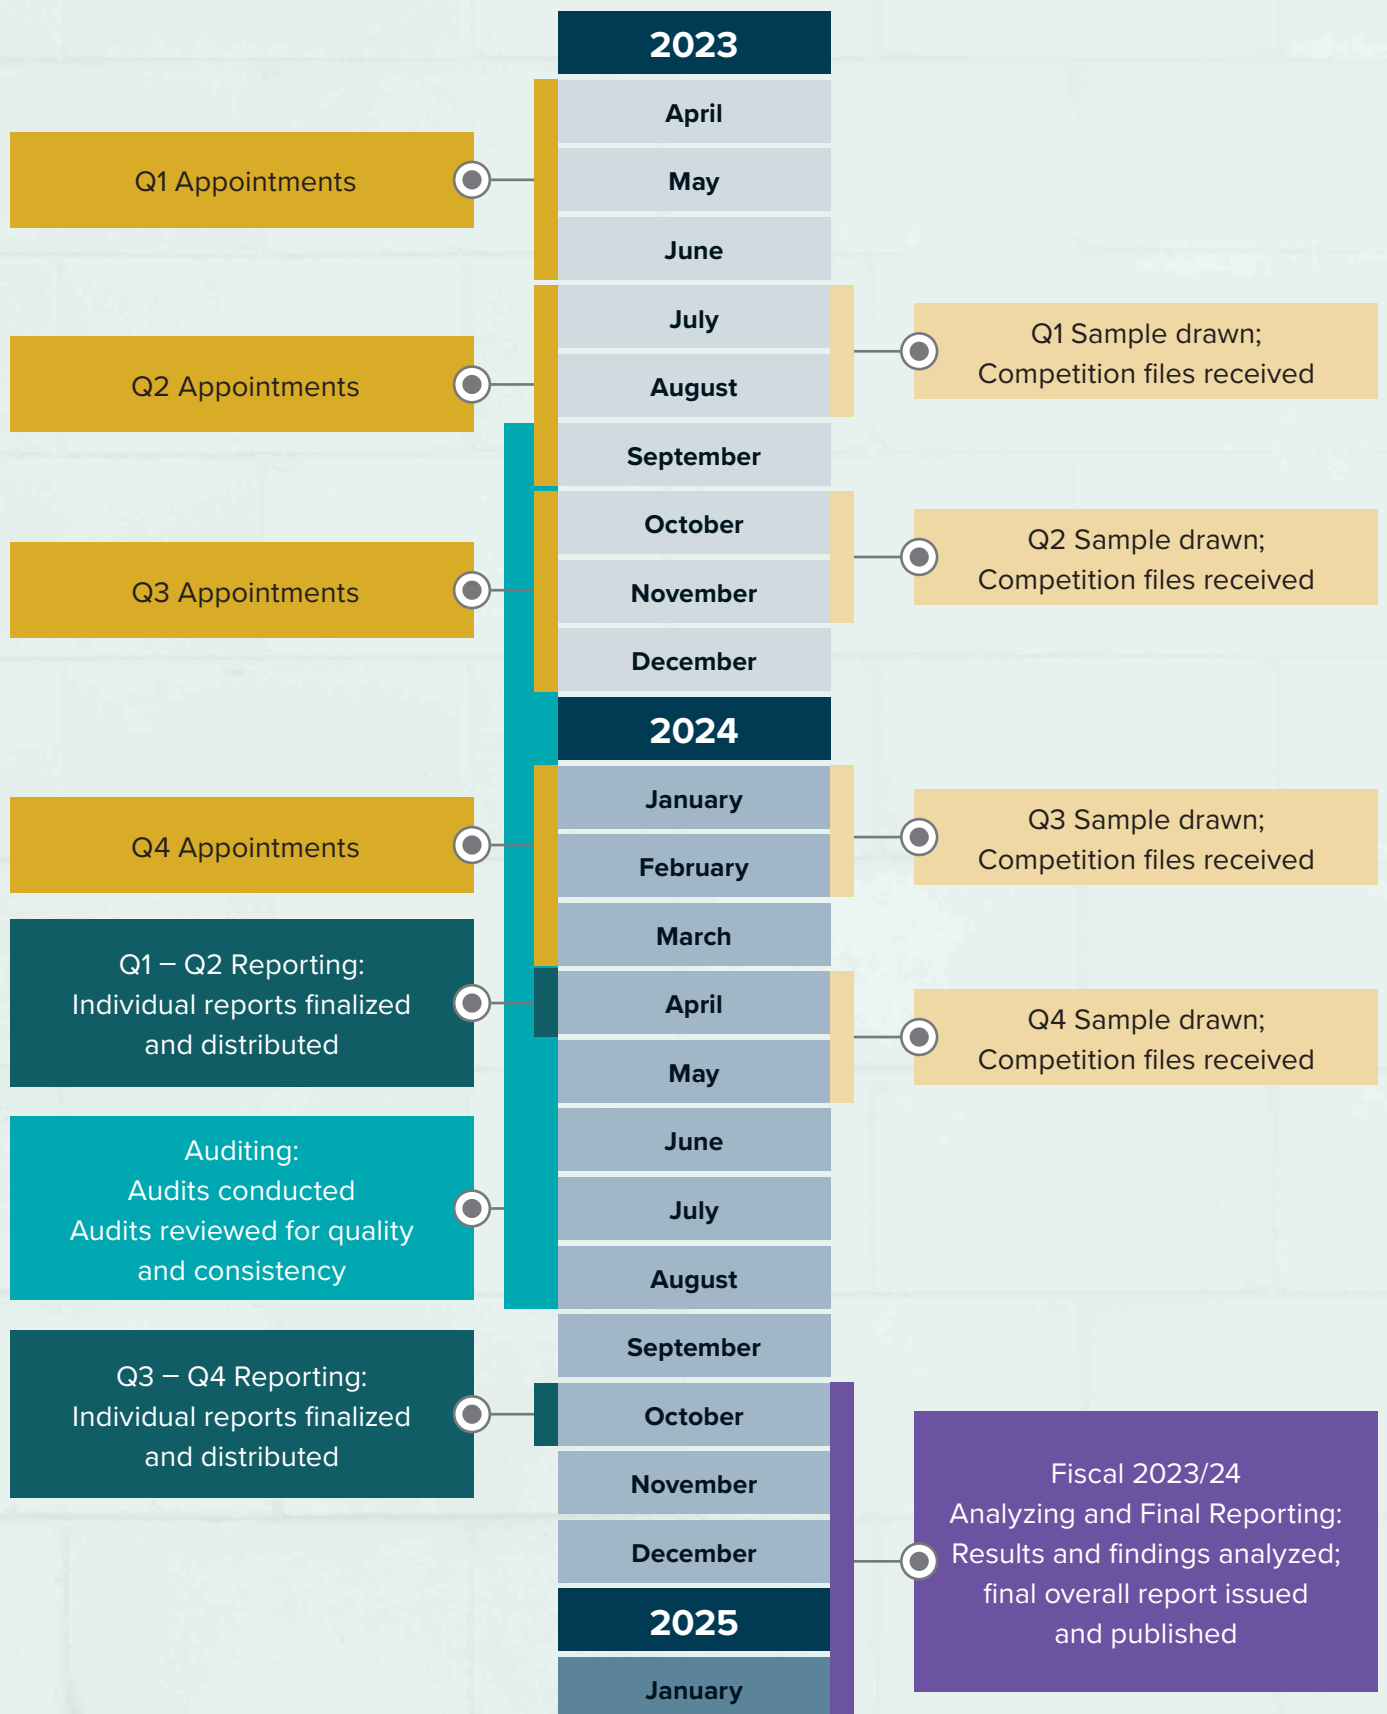 2023
April
Q1 Appointments
May
June
July
Q1 Sample drawn;
Competition files received
Q2 Appointments
August
September
October
Q2 Sample drawn;
Competition files received
Q3 Appointments
November
December
2024
January
Q3 Sample drawn;
Competition files received
Q4 Appointments
February
March
Q1 – Q2 Reporting:
Individual reports finalized
and distributed
April
Q4 Sample drawn;
Competition files received
May
June
Auditing:
Audits conducted
Audits reviewed for quality
and consistency
July
August
September
Q3 – Q4 Reporting:
Individual reports finalized
and distributed
October
November
Fiscal 2023/24
Analyzing and Final Reporting:
Results and findings analyzed;
final overall report issued
and published
December
2025
January